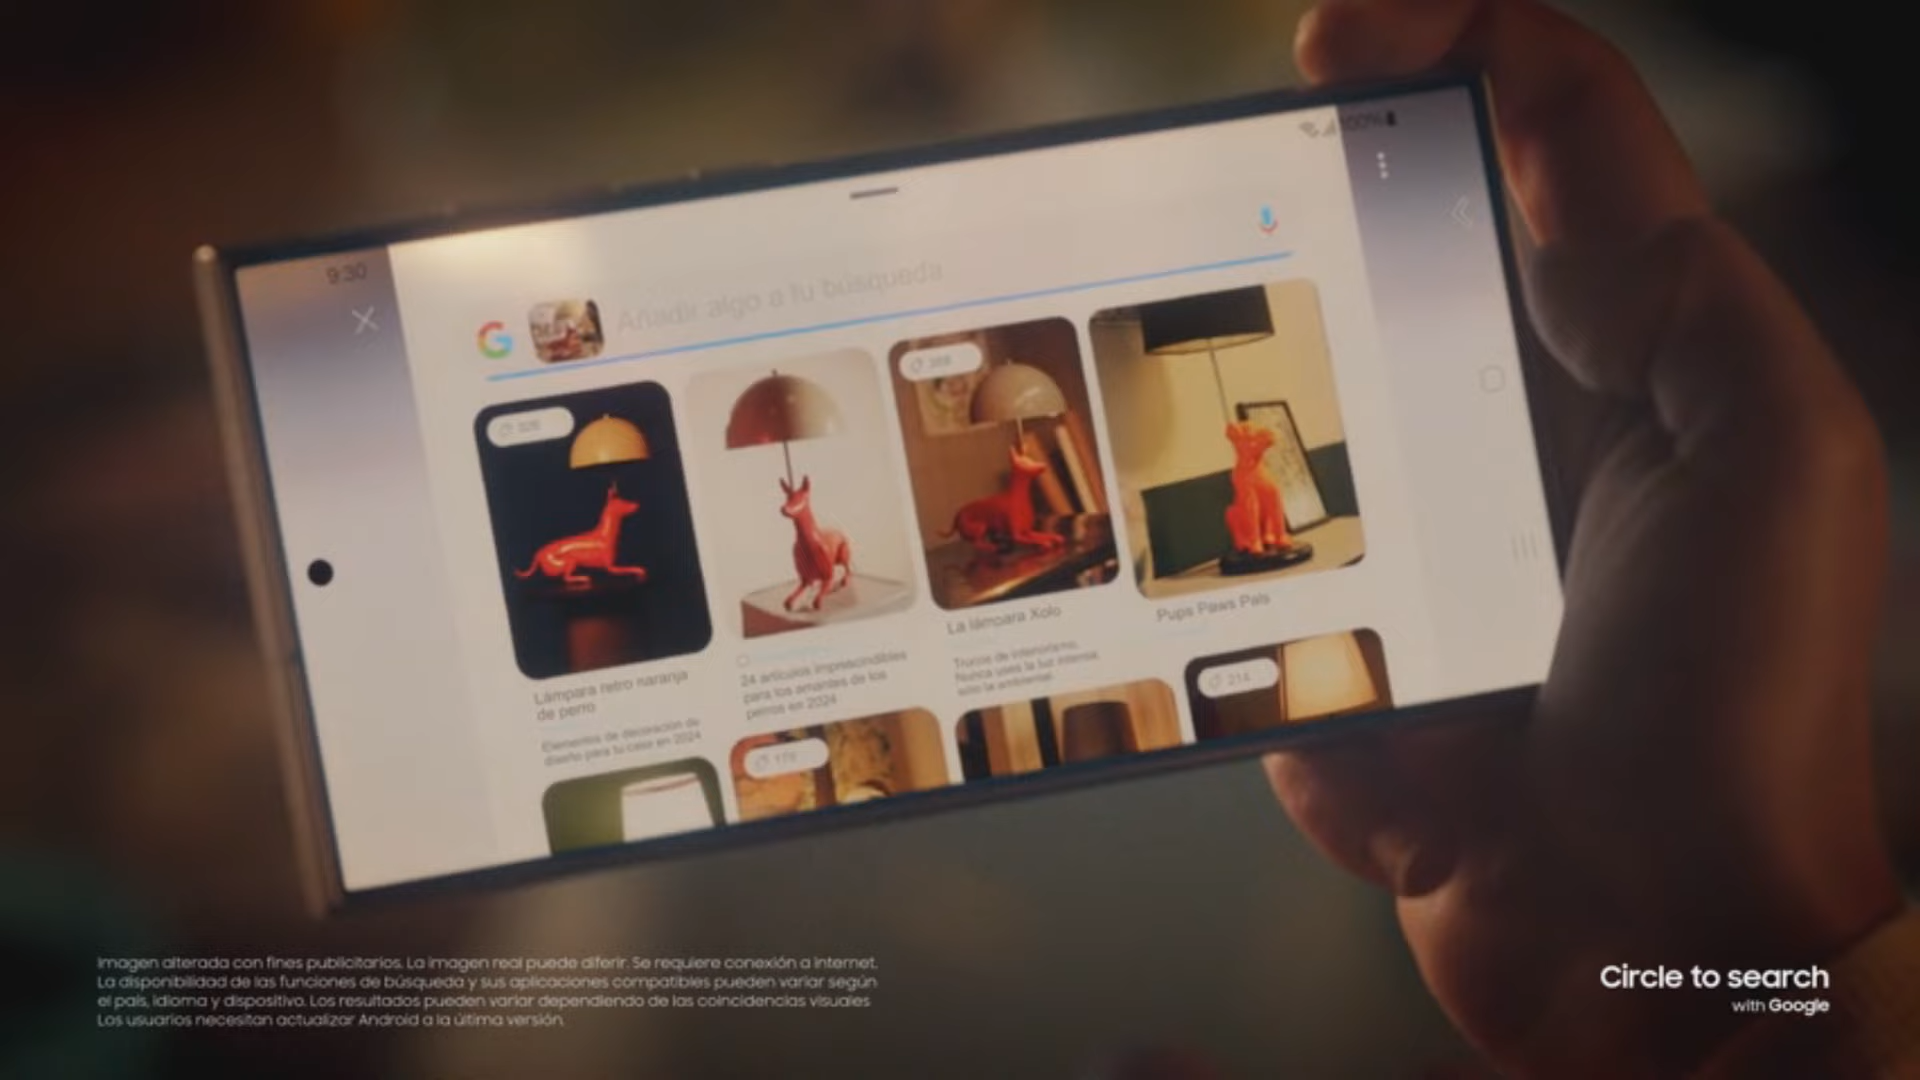 9:30
100%
Añadir algo a tu búsqueda
Lámpara retro naranja
de perro
Elementos de decoración de
diseño para tu casa en 2024
24 artículos imprescindibles
para los amantes de los
perros en 2024
La lámpara Xolo
Trucos de interiorismo.
Nunca uses la luz intensa,
sólo la ambiental.
Pups Paws Pals
214
Imagen alterada con fines publicitarios. La imagen real puede diferir. Se requiere conexión a internet.
La disponibilidad de las funciones de búsqueda y sus aplicaciones compatibles pueden variar según
el país, idioma y dispositivo. Los resultados pueden variar dependiendo de las coincidencias visuales
Los usuarios necesitan actualizar Android a la última versión.
Circle to search
with Google